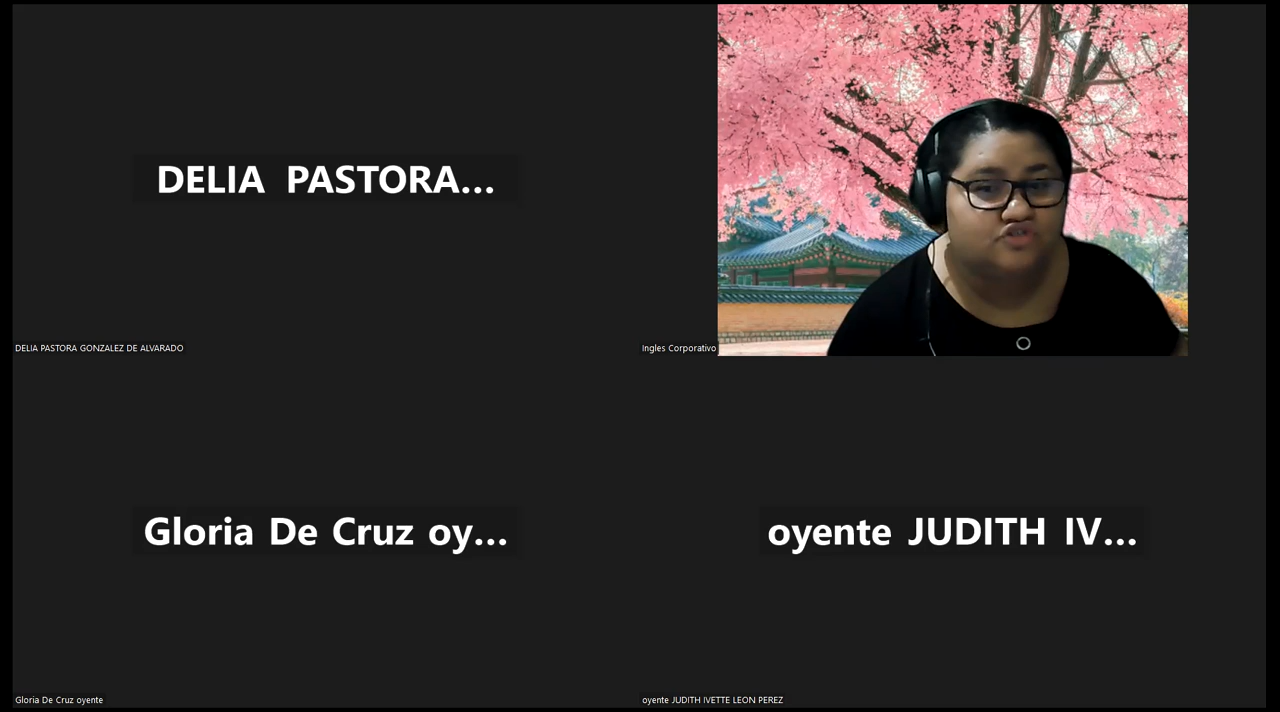 DELIA PASTORA...
DELIA PASTORA GONZALEZ DE ALVARADO
Ingles Corporativo
Gloria De Cruz oy...
oyente JUDITH IV...
Gloria De Cruz oyente
oyente JUDITH IVETTE LEON PEREZ